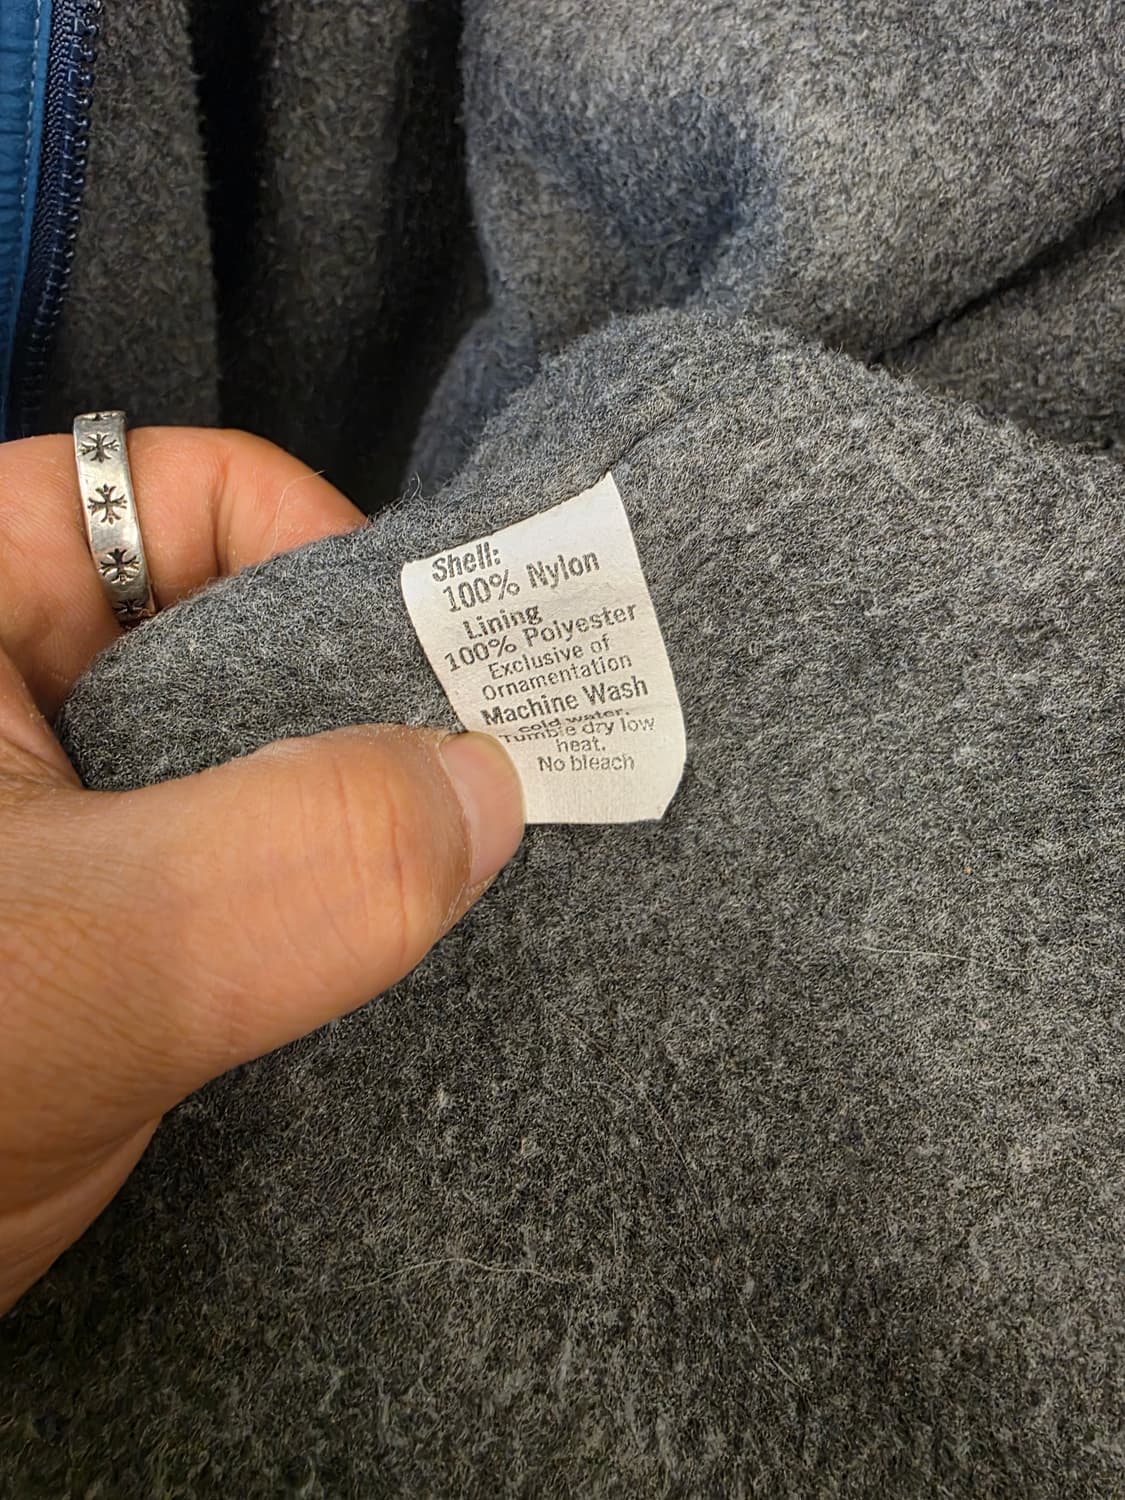 Shell:
100% Nylon
Lining
100% Polyester
Exclusive of
Ornamentation
Machine Wash
cold water.
Tumble dry low
heat.
No bleach